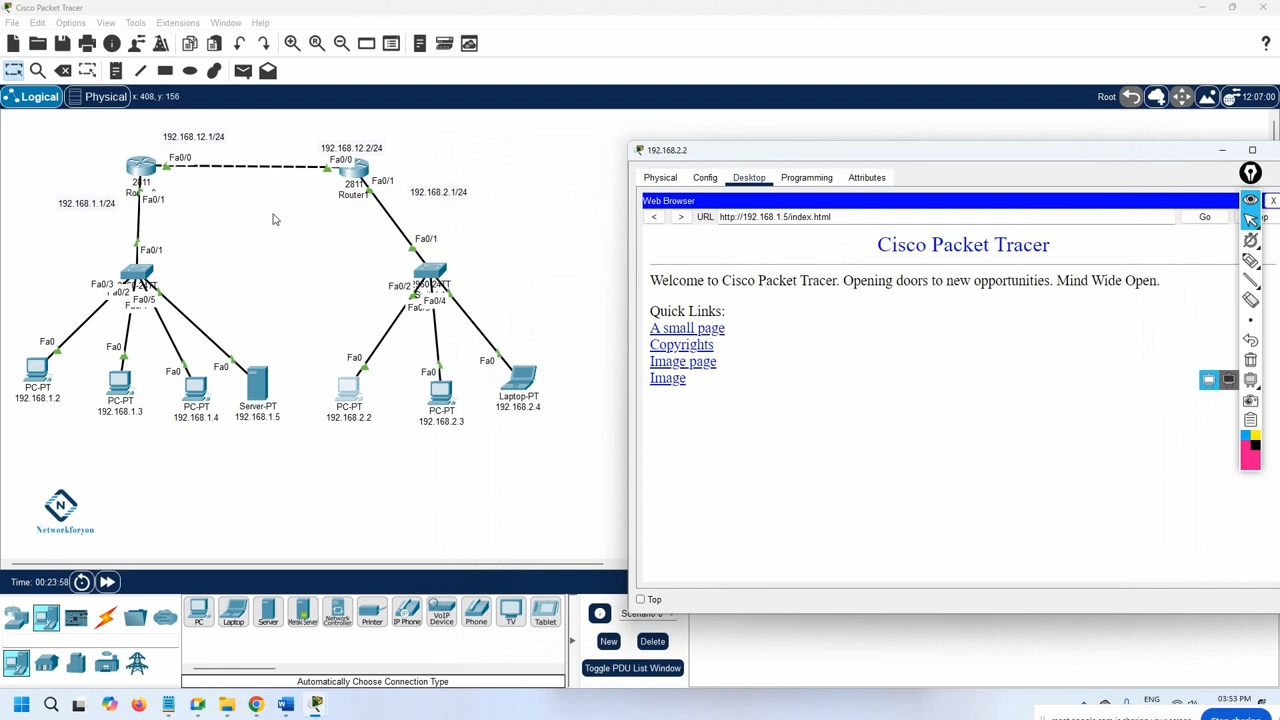 Cisco Packet Tracer
File Edit Options View Tools Extensions Window Help
Logical Physical x: 408, y: 156 Root 12:07:00
192.168.12.1/24
192.168.12.2/24
Fa0/0
Fa0/0
2811
2811
Router1
Fa0/1
Fa0/1
192.168.1.1/24
192.168.2.1/24
Fa0/1
Fa0/1
Fa0/3
Fa0/2
Fa0/5
Fa0/2
Fa0/4
Fa0
Fa0
Fa0
Fa0
Fa0
Fa0
Fa0
PC-PT
192.168.1.2
PC-PT
192.168.1.3
PC-PT
192.168.1.4
Server-PT
192.168.1.5
PC-PT
192.168.2.2
PC-PT
192.168.2.3
Laptop-PT
192.168.2.4
N
Networkforyou
192.168.2.2
Physical Config Desktop Programming Attributes
Web Browser X
< > URL http://192.168.1.5/index.html Go
Cisco Packet Tracer
Welcome to Cisco Packet Tracer. Opening doors to new opportunities. Mind Wide Open.
Quick Links:
A small page
Copyrights
Image page
Image
Top
Time: 00:23:58
PC Laptop Server Meraki Server Network Controller Printer IP Phone VoIP Device Phone TV Tablet
Automatically Choose Connection Type
New Delete
Toggle PDU List Window
ENG 03:53 PM